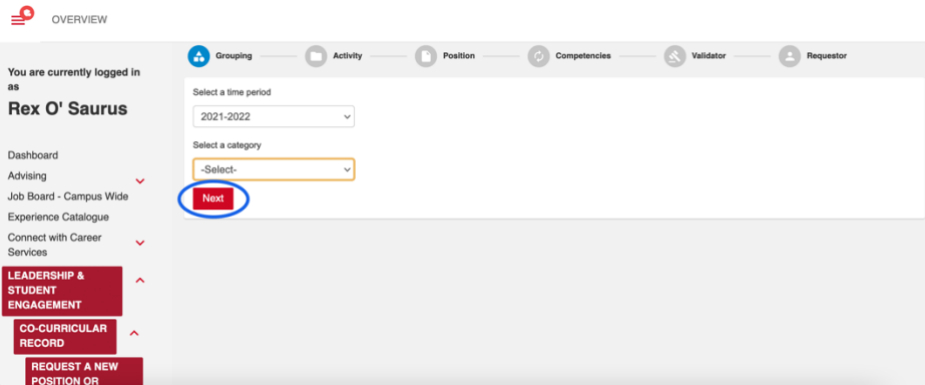 OVERVIEW
You are currently logged in
as
Rex O' Saurus
Dashboard
Advising
Job Board - Campus Wide
Experience Catalogue
Connect with Career
Services
LEADERSHIP &
STUDENT
ENGAGEMENT
CO-CURRICULAR
RECORD
REQUEST A NEW
POSITION OR
Grouping
Activity
Position
Competencies
Validator
Requestor
Select a time period
2021-2022
Select a category
-Select-
Next